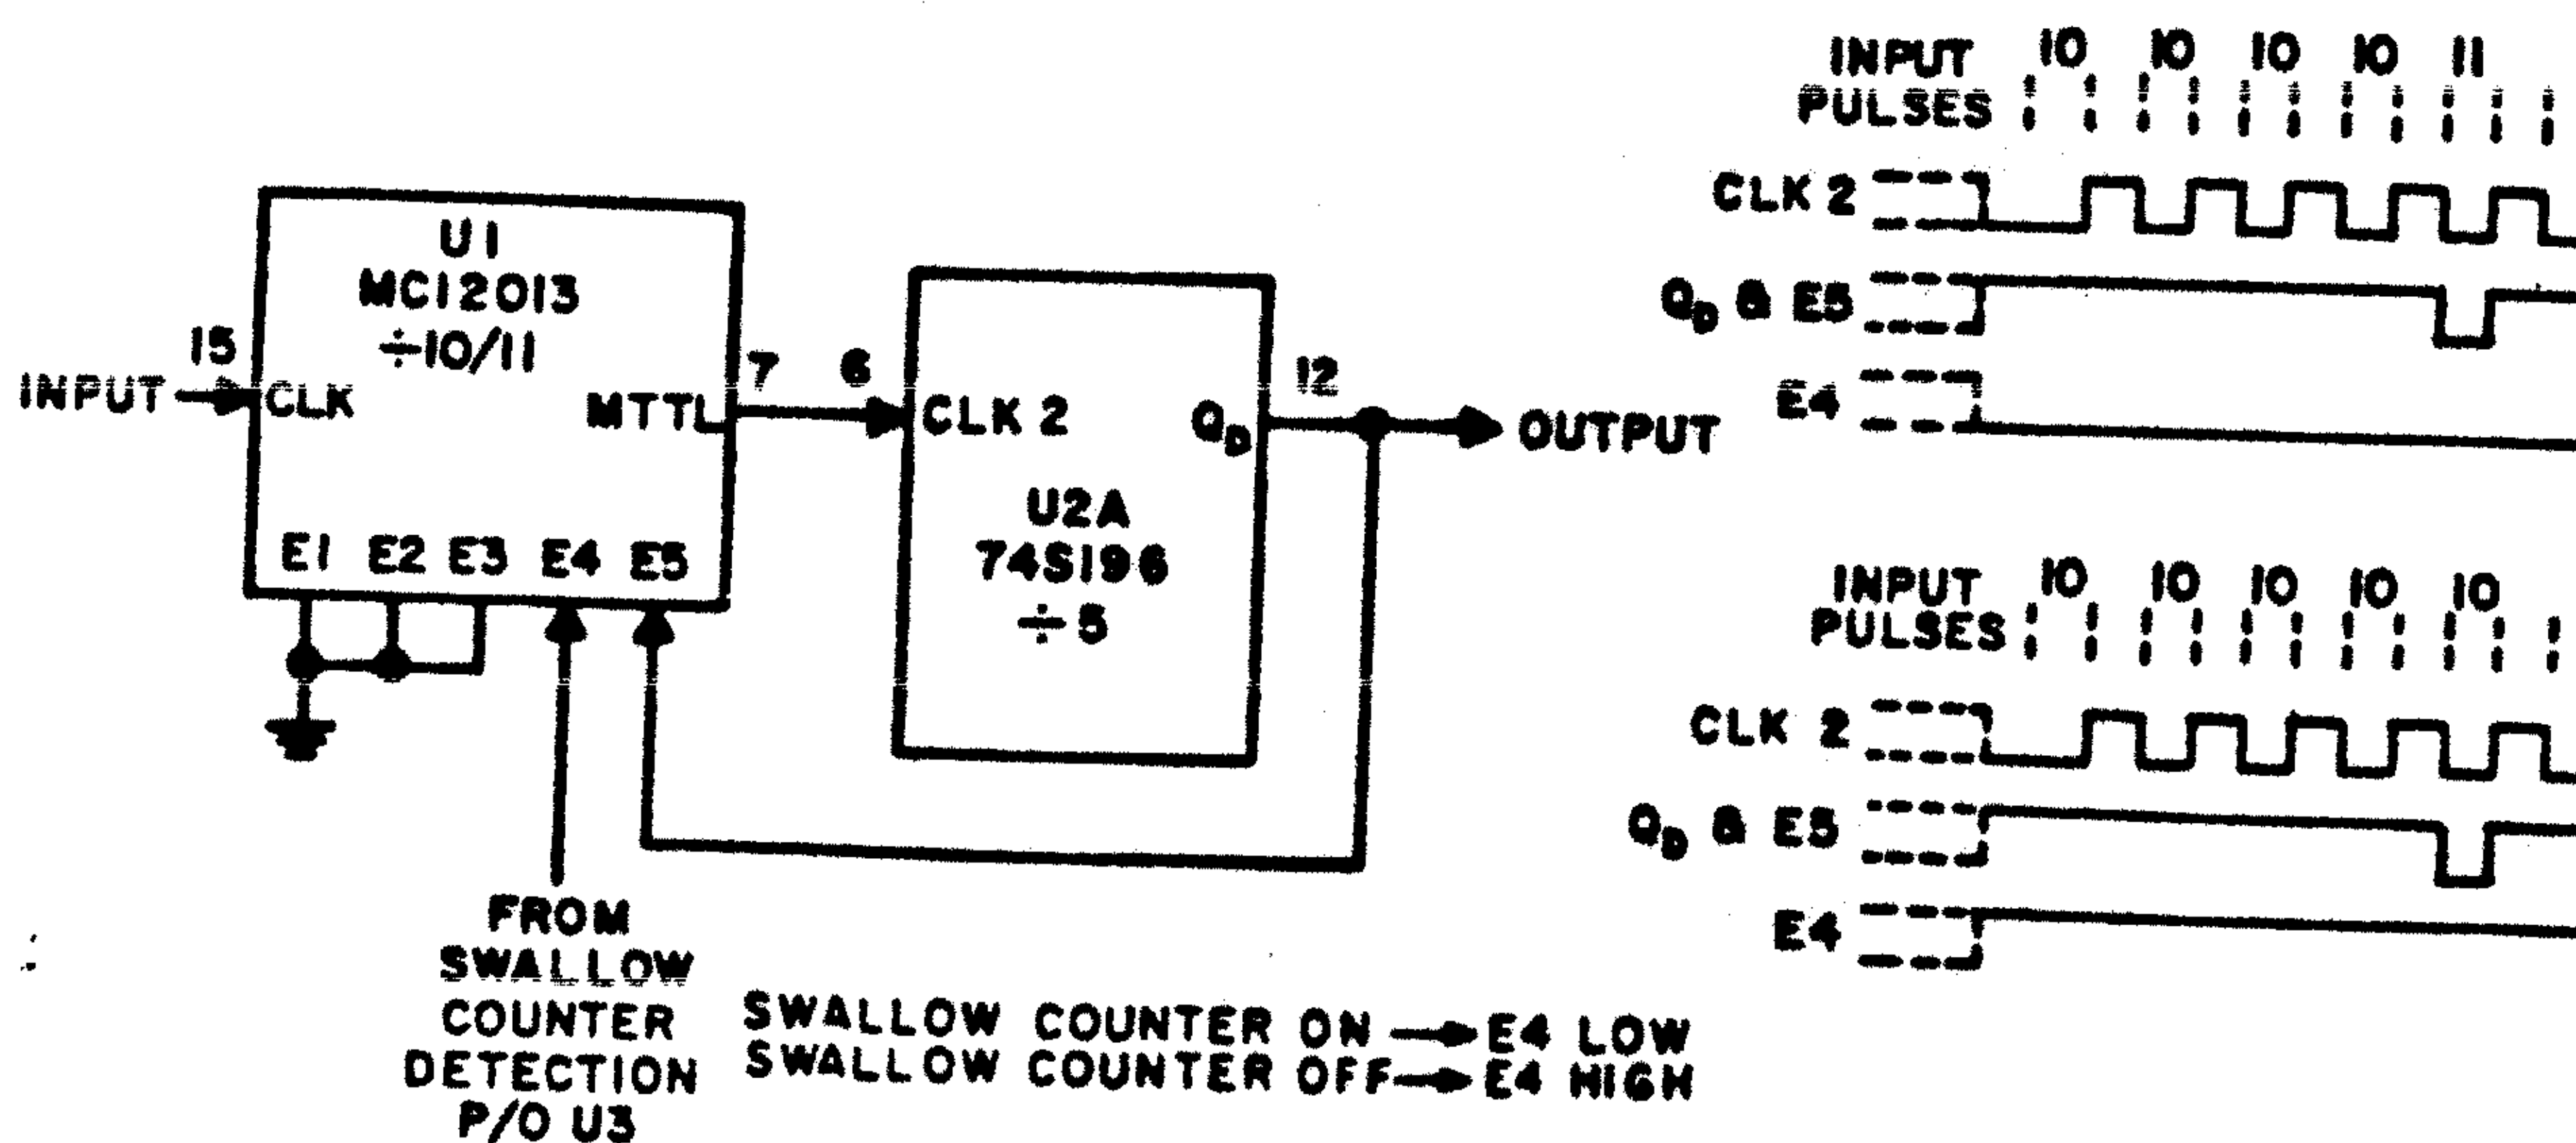 U1
MC12013
÷10/11
15
INPUT
CLK
MTTL
7
6
E1 E2 E3 E4 E5
CLK 2
QD
12
OUTPUT
U2A
74S196
÷5
FROM
SWALLOW
COUNTER
DETECTION
P/O U3
SWALLOW COUNTER ON → E4 LOW
SWALLOW COUNTER OFF → E4 HIGH
INPUT PULSES
10 10 10 10 11
CLK 2
QD & E5
E4
INPUT PULSES
10 10 10 10 10
CLK 2
QD & E5
E4